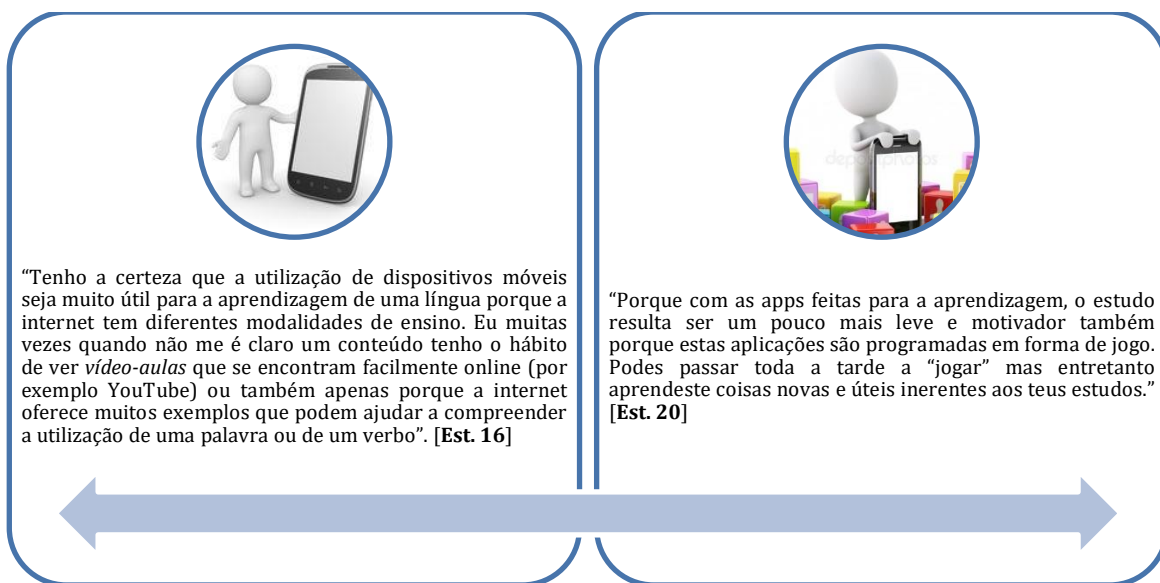 “Tenho a certeza que a utilização de dispositivos móveis
seja muito útil para a aprendizagem de uma língua porque a
internet tem diferentes modalidades de ensino. Eu muitas
vezes quando não me é claro um conteúdo tenho o hábito
de ver vídeo-aulas que se encontram facilmente online (por
exemplo YouTube) ou também apenas porque a internet
oferece muitos exemplos que podem ajudar a compreender
a utilização de uma palavra ou de um verbo”. [Est. 16]
depositphotos
“Porque com as apps feitas para a aprendizagem, o estudo
resulta ser um pouco mais leve e motivador também
porque estas aplicações são programadas em forma de jogo.
Podes passar toda a tarde a “jogar” mas entretanto
aprendeste coisas novas e úteis inerentes aos teus estudos.”
[Est. 20]